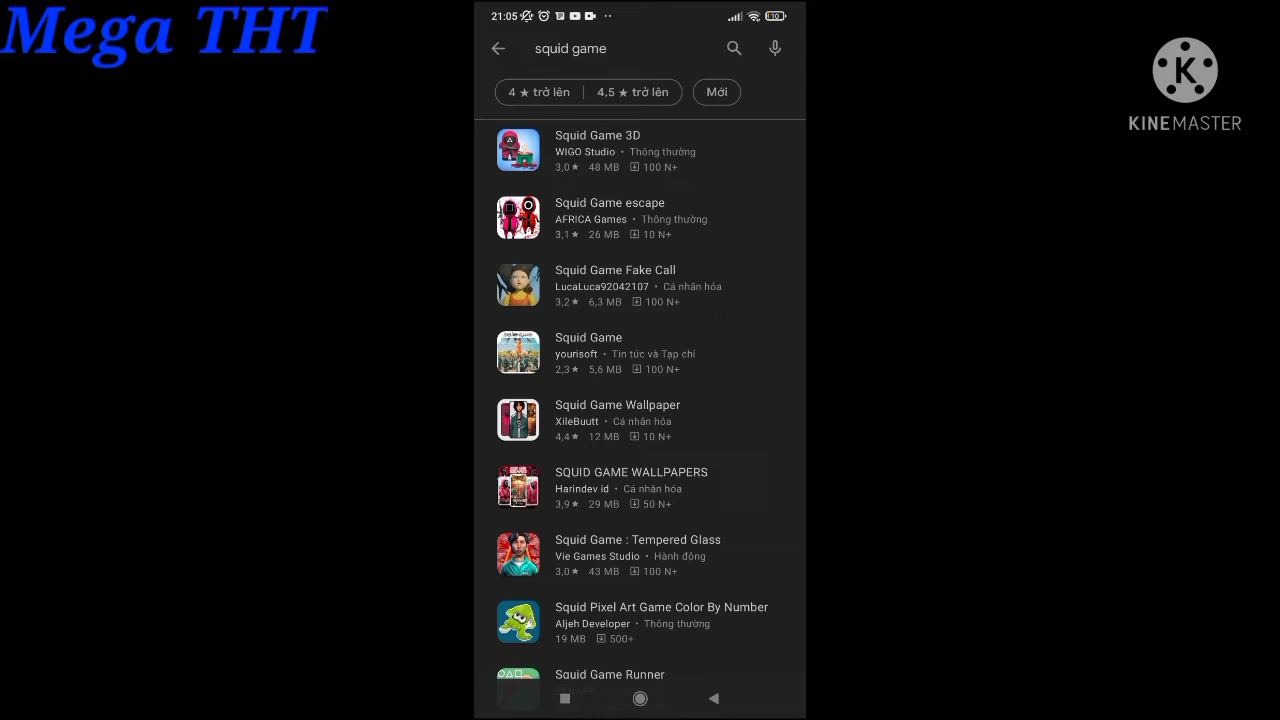 Mega THT
21:05
10
squid game
K
KINEMASTER
4 ★ trở lên
4,5 ★ trở lên
Mới
Squid Game 3D
WIGO Studio • Thông thường
3,0★ 48 MB 100 N+
Squid Game escape
AFRICA Games • Thông thường
3,1★ 26 MB 10 N+
Squid Game Fake Call
LucaLuca92042107 • Cá nhân hóa
3,2★ 6,3 MB 100 N+
Squid Game
yourisoft • Tin tức và Tạp chí
2,3★ 5,6 MB 100 N+
Squid Game Wallpaper
XileBuutt • Cá nhân hóa
4,4★ 12 MB 10 N+
SQUID GAME WALLPAPERS
Harindev id • Cá nhân hóa
3,9★ 29 MB 50 N+
Squid Game : Tempered Glass
Vie Games Studio • Hành động
3,0★ 43 MB 100 N+
Squid Pixel Art Game Color By Number
Aljeh Developer • Thông thường
19 MB 500+
Squid Game Runner